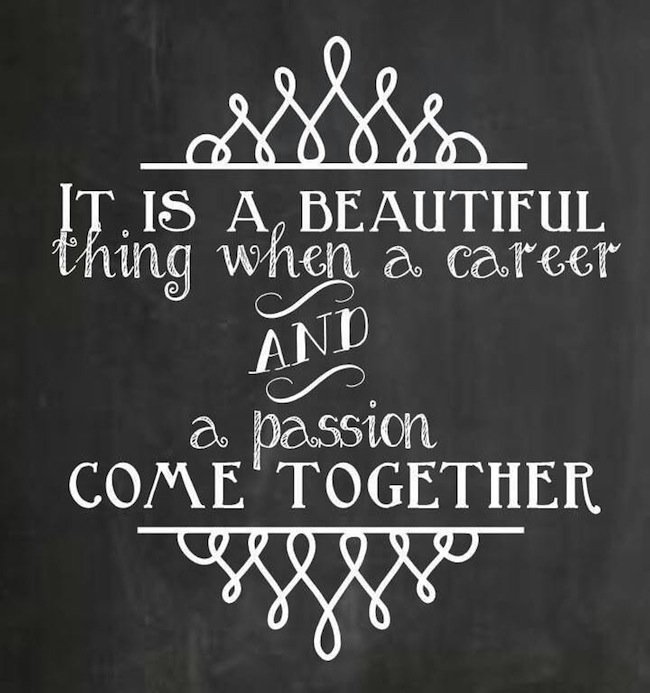 IT IS A BEAUTIFUL
thing when a career
AND
a passion
COME TOGETHER